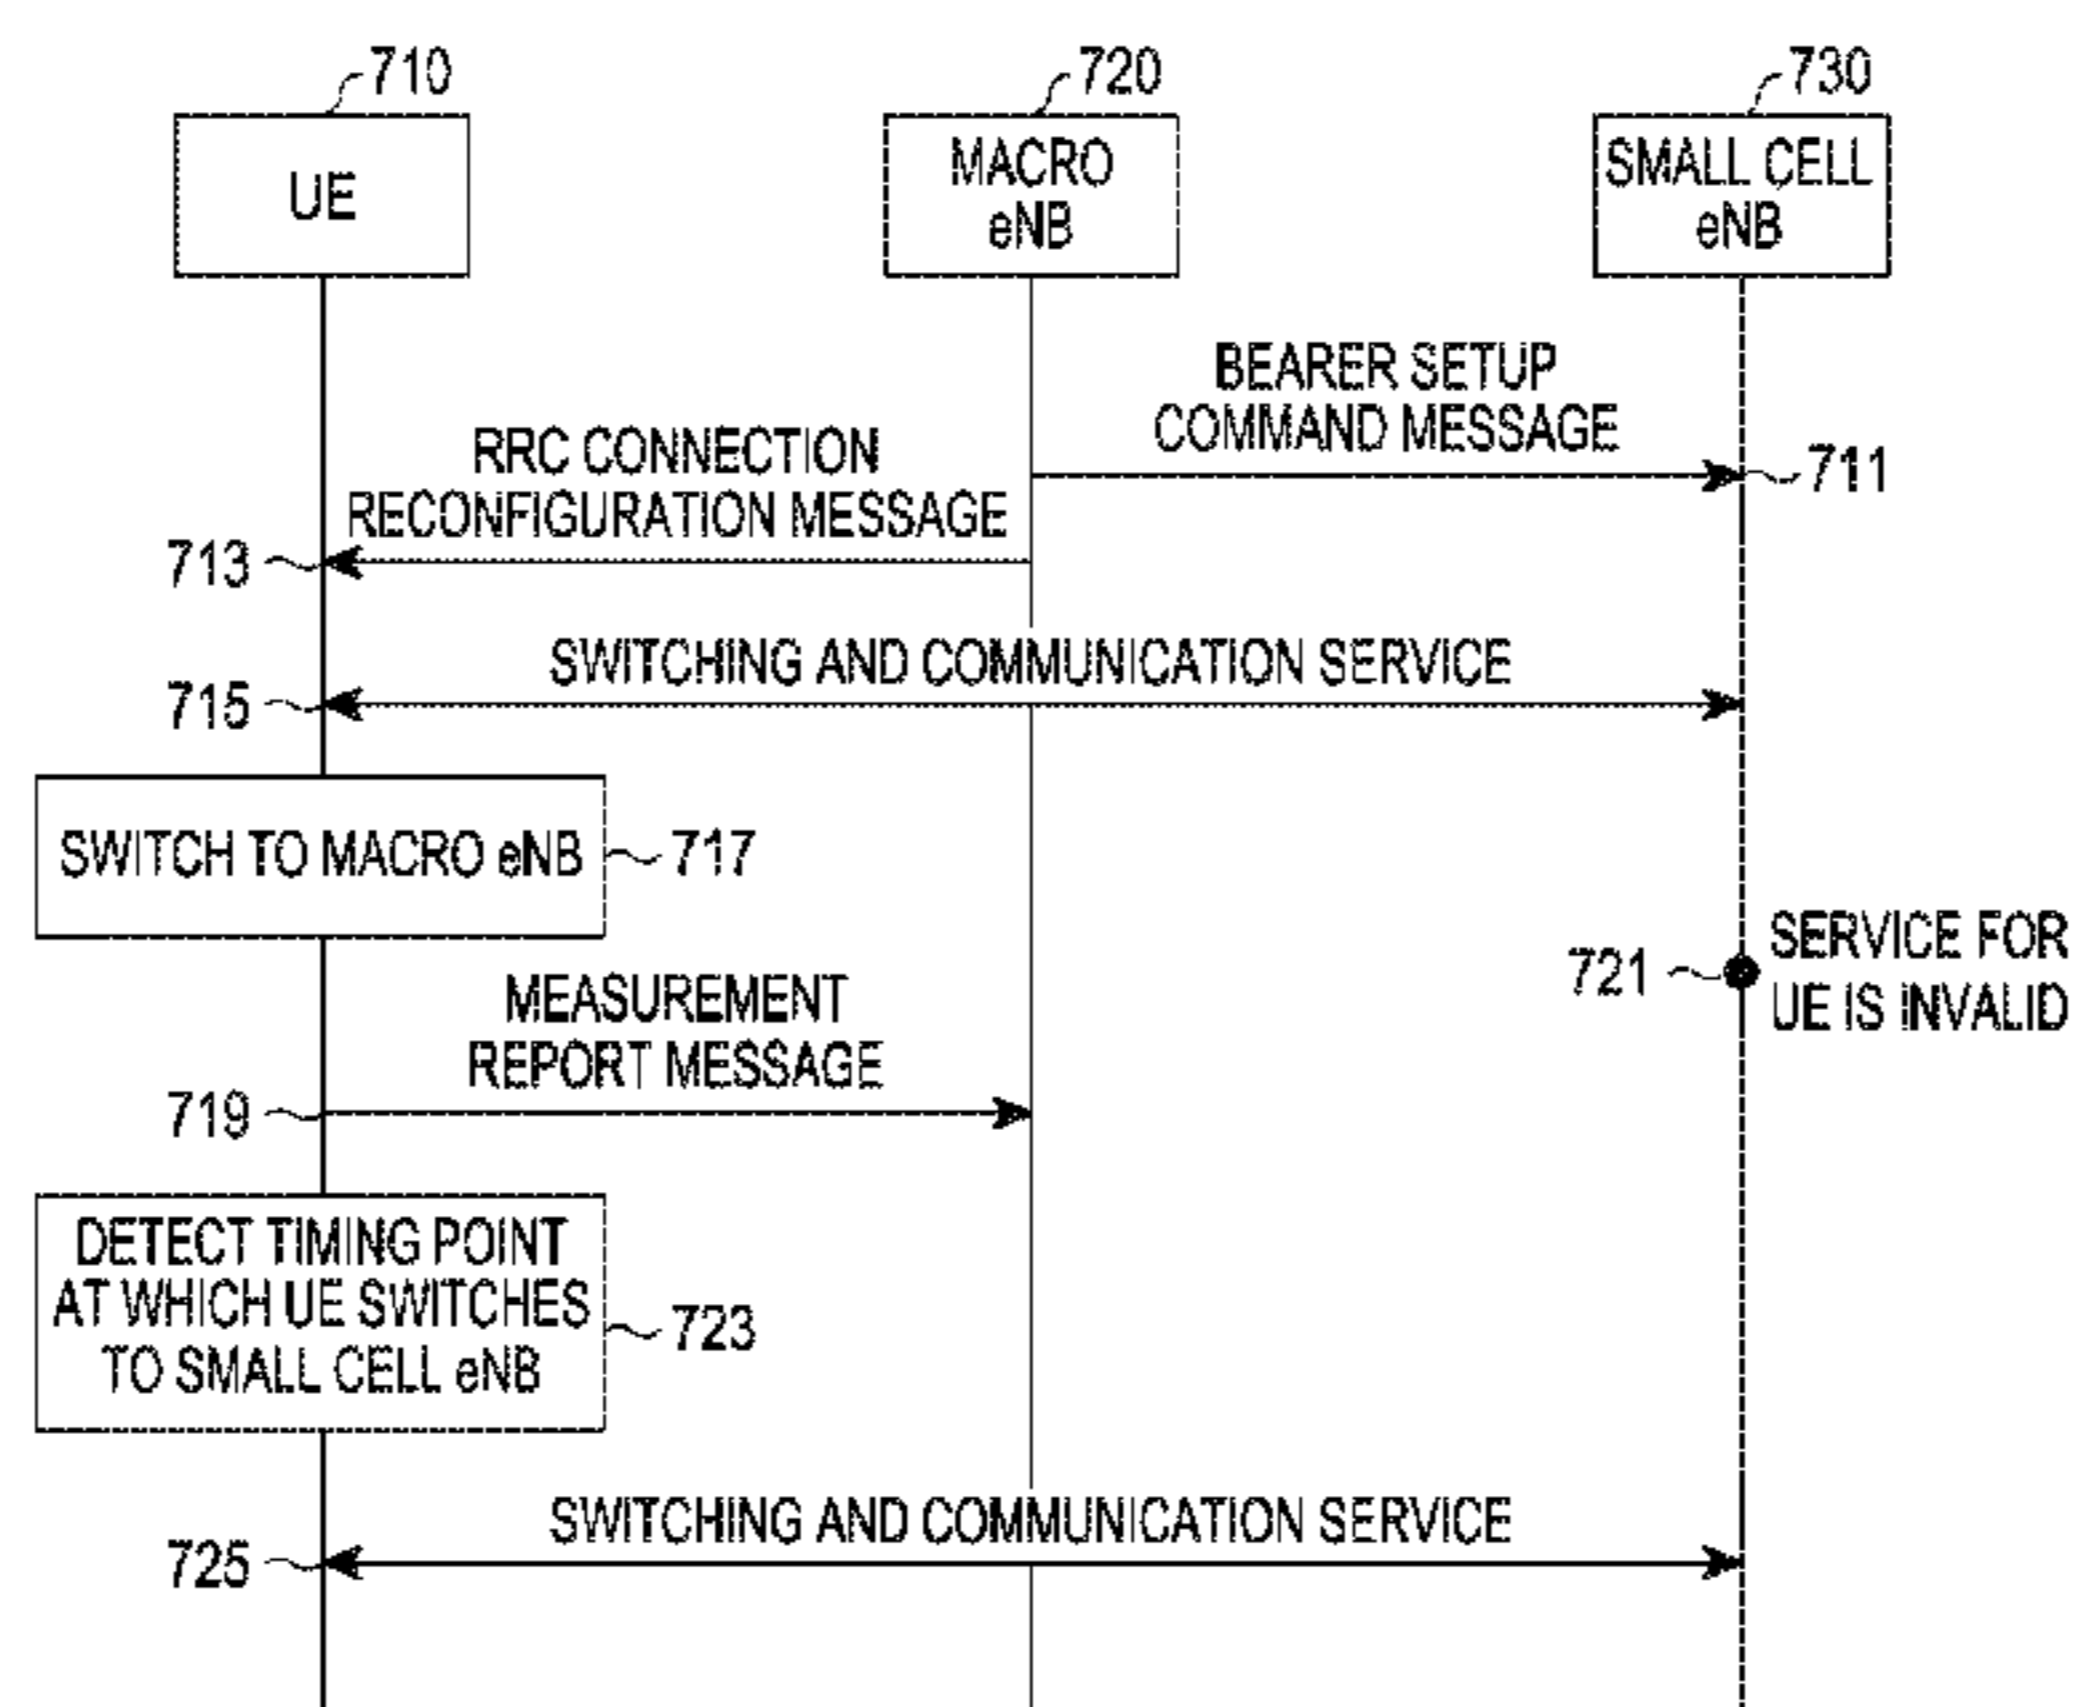 710
720
730
UE
MACRO
eNB
SMALL CELL
eNB
BEARER SETUP
COMMAND MESSAGE
711
RRC CONNECTION
RECONFIGURATION MESSAGE
713
SWITCHING AND COMMUNICATION SERVICE
715
SWITCH TO MACRO eNB
717
721
SERVICE FOR
UE IS INVALID
MEASUREMENT
REPORT MESSAGE
719
DETECT TIMING POINT
AT WHICH UE SWITCHES
TO SMALL CELL eNB
723
SWITCHING AND COMMUNICATION SERVICE
725